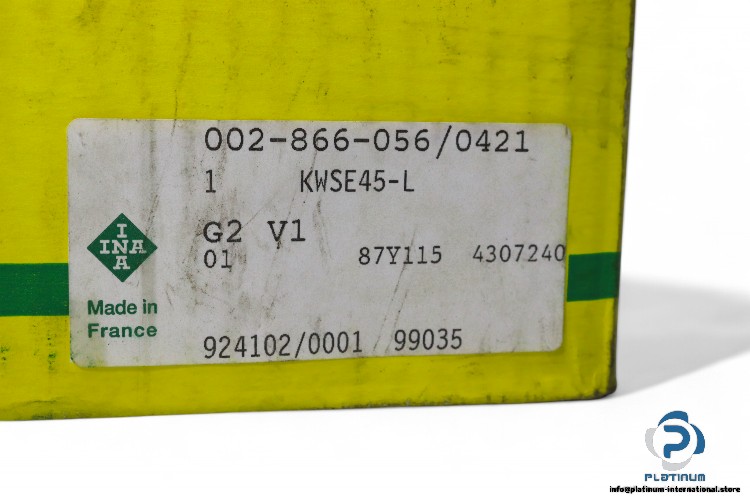 002-866-056/0421
1 KWSE45-L
G2 V1
01 87Y115 4307240
INA
INA
Made in
France
924102/0001 99035
PLATINUM
info@platinum-international.store